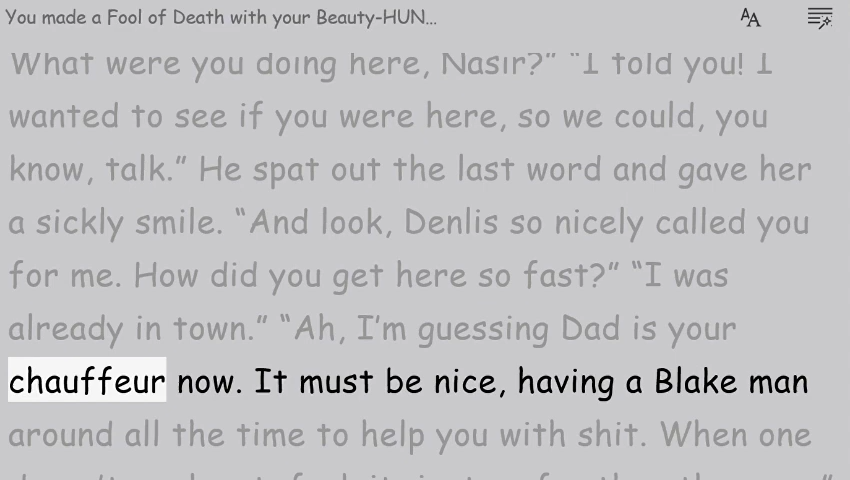 You made a Fool of Death with your Beauty-HUN...
What were you doing here, Nasir?” “I told you! I
wanted to see if you were here, so we could, you
know, talk.” He spat out the last word and gave her
a sickly smile. “And look, Denlis so nicely called you
for me. How did you get here so fast?” “I was
already in town.” “Ah, I’m guessing Dad is your
chauffeur now. It must be nice, having a Blake man
around all the time to help you with shit. When one